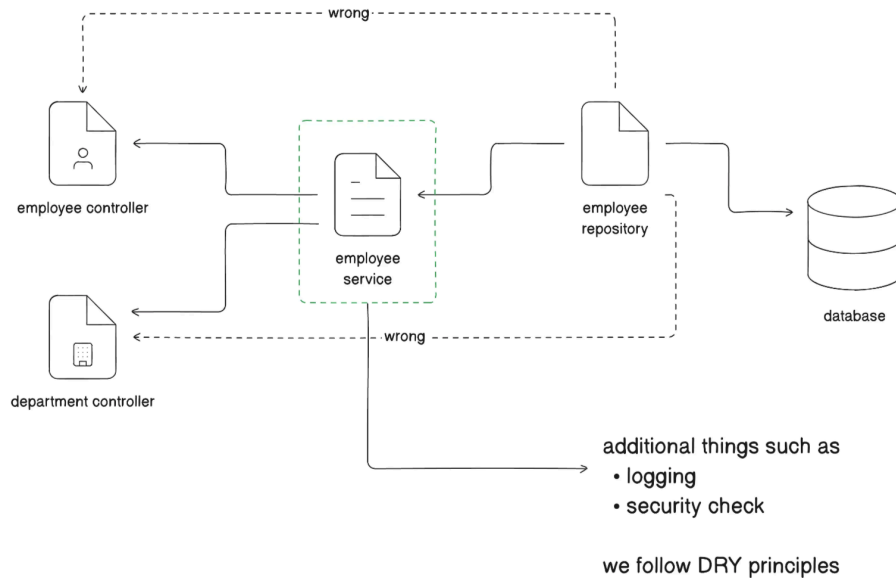 wrong
employee controller
employee
service
employee
repository
database
department controller
wrong
additional things such as
• logging
• security check
we follow DRY principles